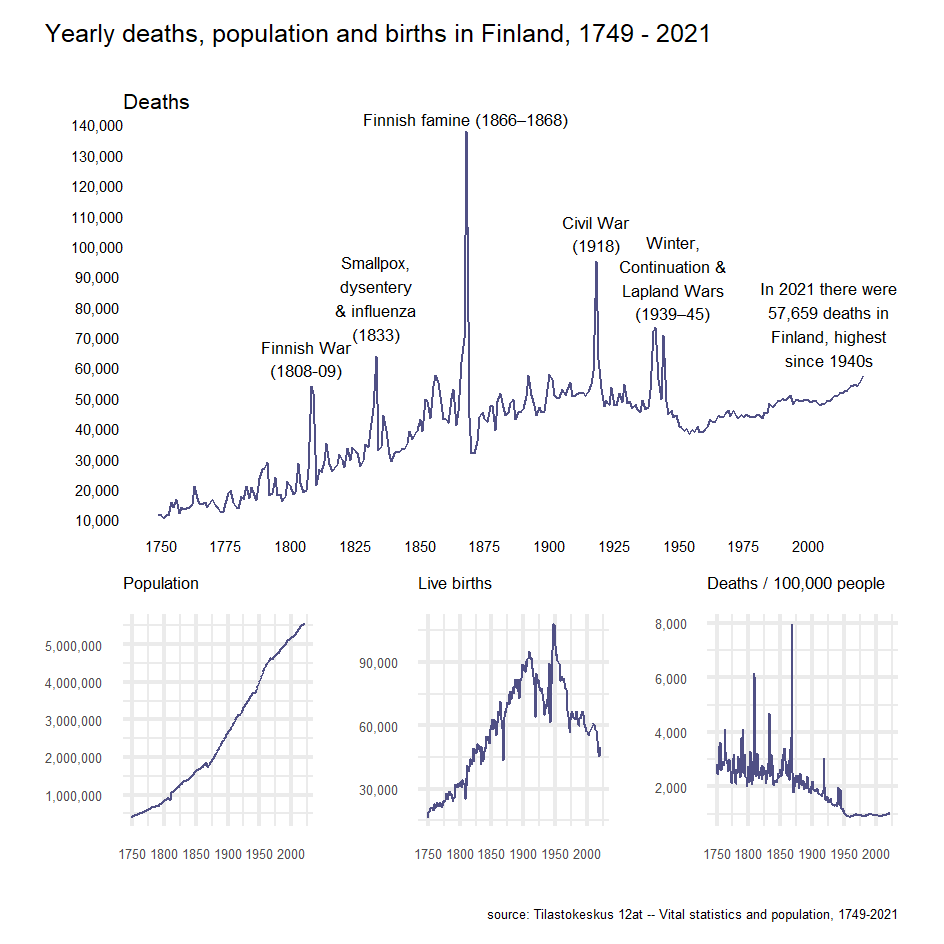 Yearly deaths, population and births in Finland, 1749 - 2021
Deaths
140,000
130,000
120,000
110,000
100,000
90,000
80,000
70,000
60,000
50,000
40,000
30,000
20,000
10,000
Finnish famine (1866–1868)
Civil War
(1918)
Winter,
Continuation &
Lapland Wars
(1939–45)
Smallpox,
dysentery
& influenza
(1833)
Finnish War
(1808-09)
In 2021 there were
57,659 deaths in
Finland, highest
since 1940s
1750 1775 1800 1825 1850 1875 1900 1925 1950 1975 2000
Population
5,000,000
4,000,000
3,000,000
2,000,000
1,000,000
1750 1800 1850 1900 1950 2000
Live births
90,000
60,000
30,000
1750 1800 1850 1900 1950 2000
Deaths / 100,000 people
8,000
6,000
4,000
2,000
1750 1800 1850 1900 1950 2000
source: Tilastokeskus 12at -- Vital statistics and population, 1749-2021